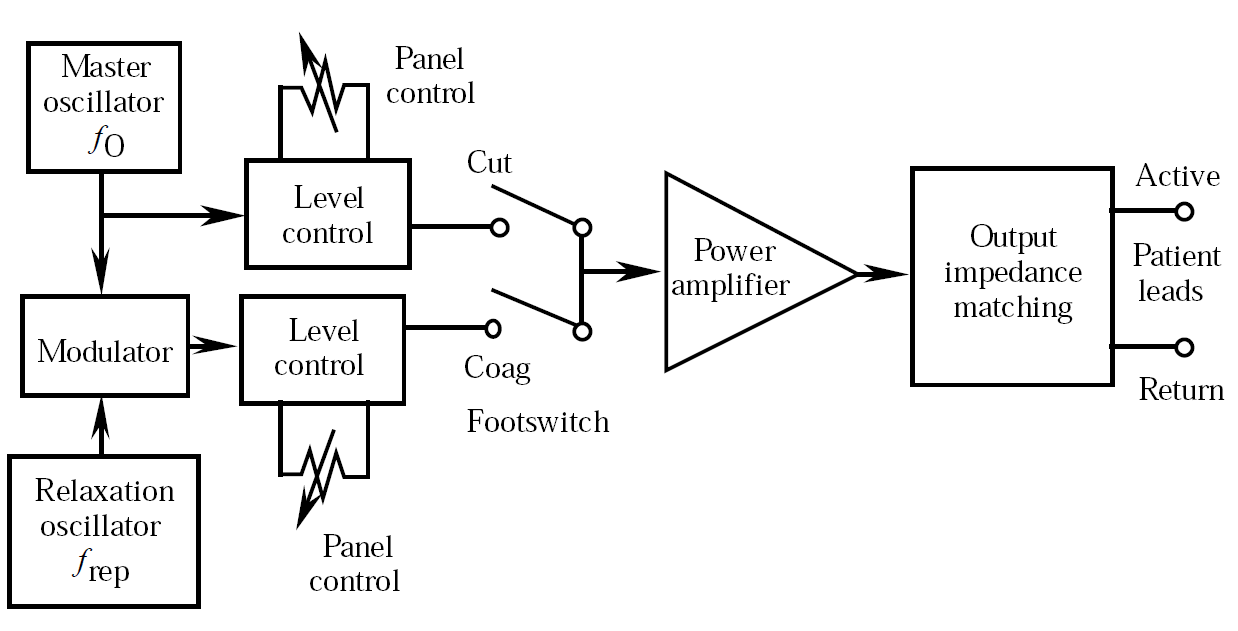 Master
oscillator
fO
Panel
control
Level
control
Cut
Power
amplifier
Output
impedance
matching
Active
Patient
leads
Return
Modulator
Level
control
Coag
Footswitch
Relaxation
oscillator
frep
Panel
control